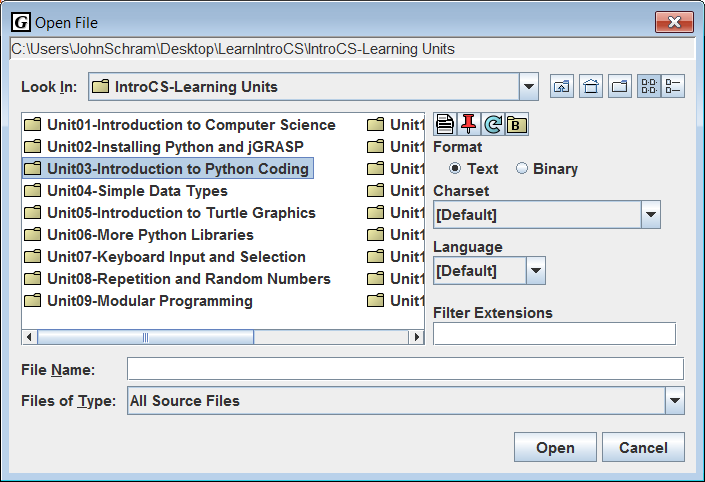 G Open File
C:\Users\JohnSchram\Desktop\LearnIntroCS\IntroCS-Learning Units
Look In: IntroCS-Learning Units
Unit01-Introduction to Computer Science
Unit02-Installing Python and jGRASP
Unit03-Introduction to Python Coding
Unit04-Simple Data Types
Unit05-Introduction to Turtle Graphics
Unit06-More Python Libraries
Unit07-Keyboard Input and Selection
Unit08-Repetition and Random Numbers
Unit09-Modular Programming
Unit1
Unit1
Unit1
Unit1
Unit1
Unit1
Unit1
Unit1
Unit1
B
Format
Text Binary
Charset
[Default]
Language
[Default]
Filter Extensions
File Name:
Files of Type: All Source Files
Open Cancel